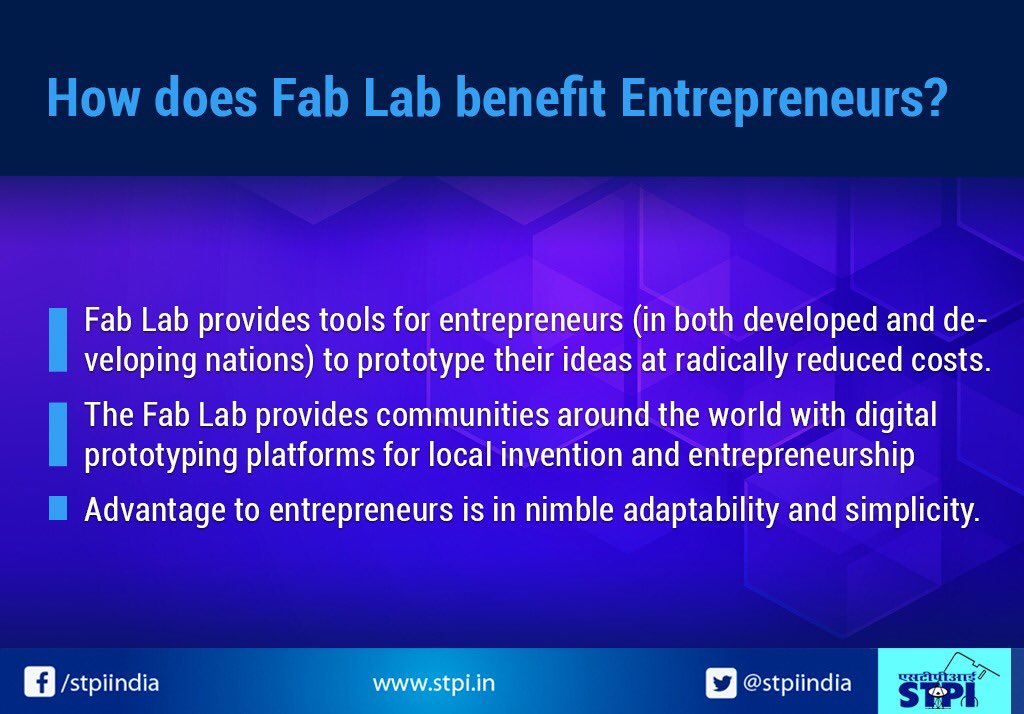 How does Fab Lab benefit Entrepreneurs?
Fab Lab provides tools for entrepreneurs (in both developed and de-
veloping nations) to prototype their ideas at radically reduced costs.
The Fab Lab provides communities around the world with digital
prototyping platforms for local invention and entrepreneurship
Advantage to entrepreneurs is in nimble adaptability and simplicity.
/stpiindia
www.stpi.in
@stpiindia
एसटीपीआई
STPI